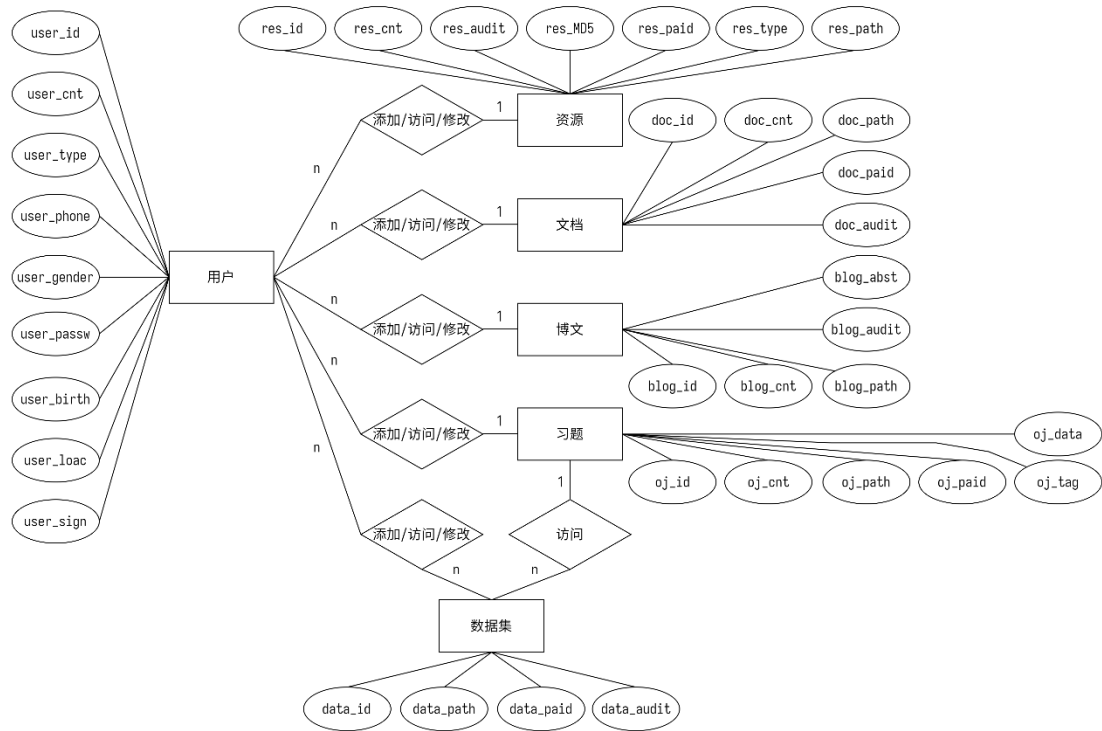 user_id
user_cnt
user_type
user_phone
user_gender
user_passw
user_birth
user_loac
user_sign
用户
res_id
res_cnt
res_audit
res_MD5
res_paid
res_type
res_path
n
添加/访问/修改
1
资源
doc_id
doc_cnt
doc_path
doc_paid
doc_audit
n
添加/访问/修改
1
文档
n
添加/访问/修改
1
博文
blog_abst
blog_audit
blog_id
blog_cnt
blog_path
n
添加/访问/修改
1
习题
oj_data
oj_id
oj_cnt
oj_path
oj_paid
oj_tag
n
添加/访问/修改
n
1
访问
n
数据集
data_id
data_path
data_paid
data_audit